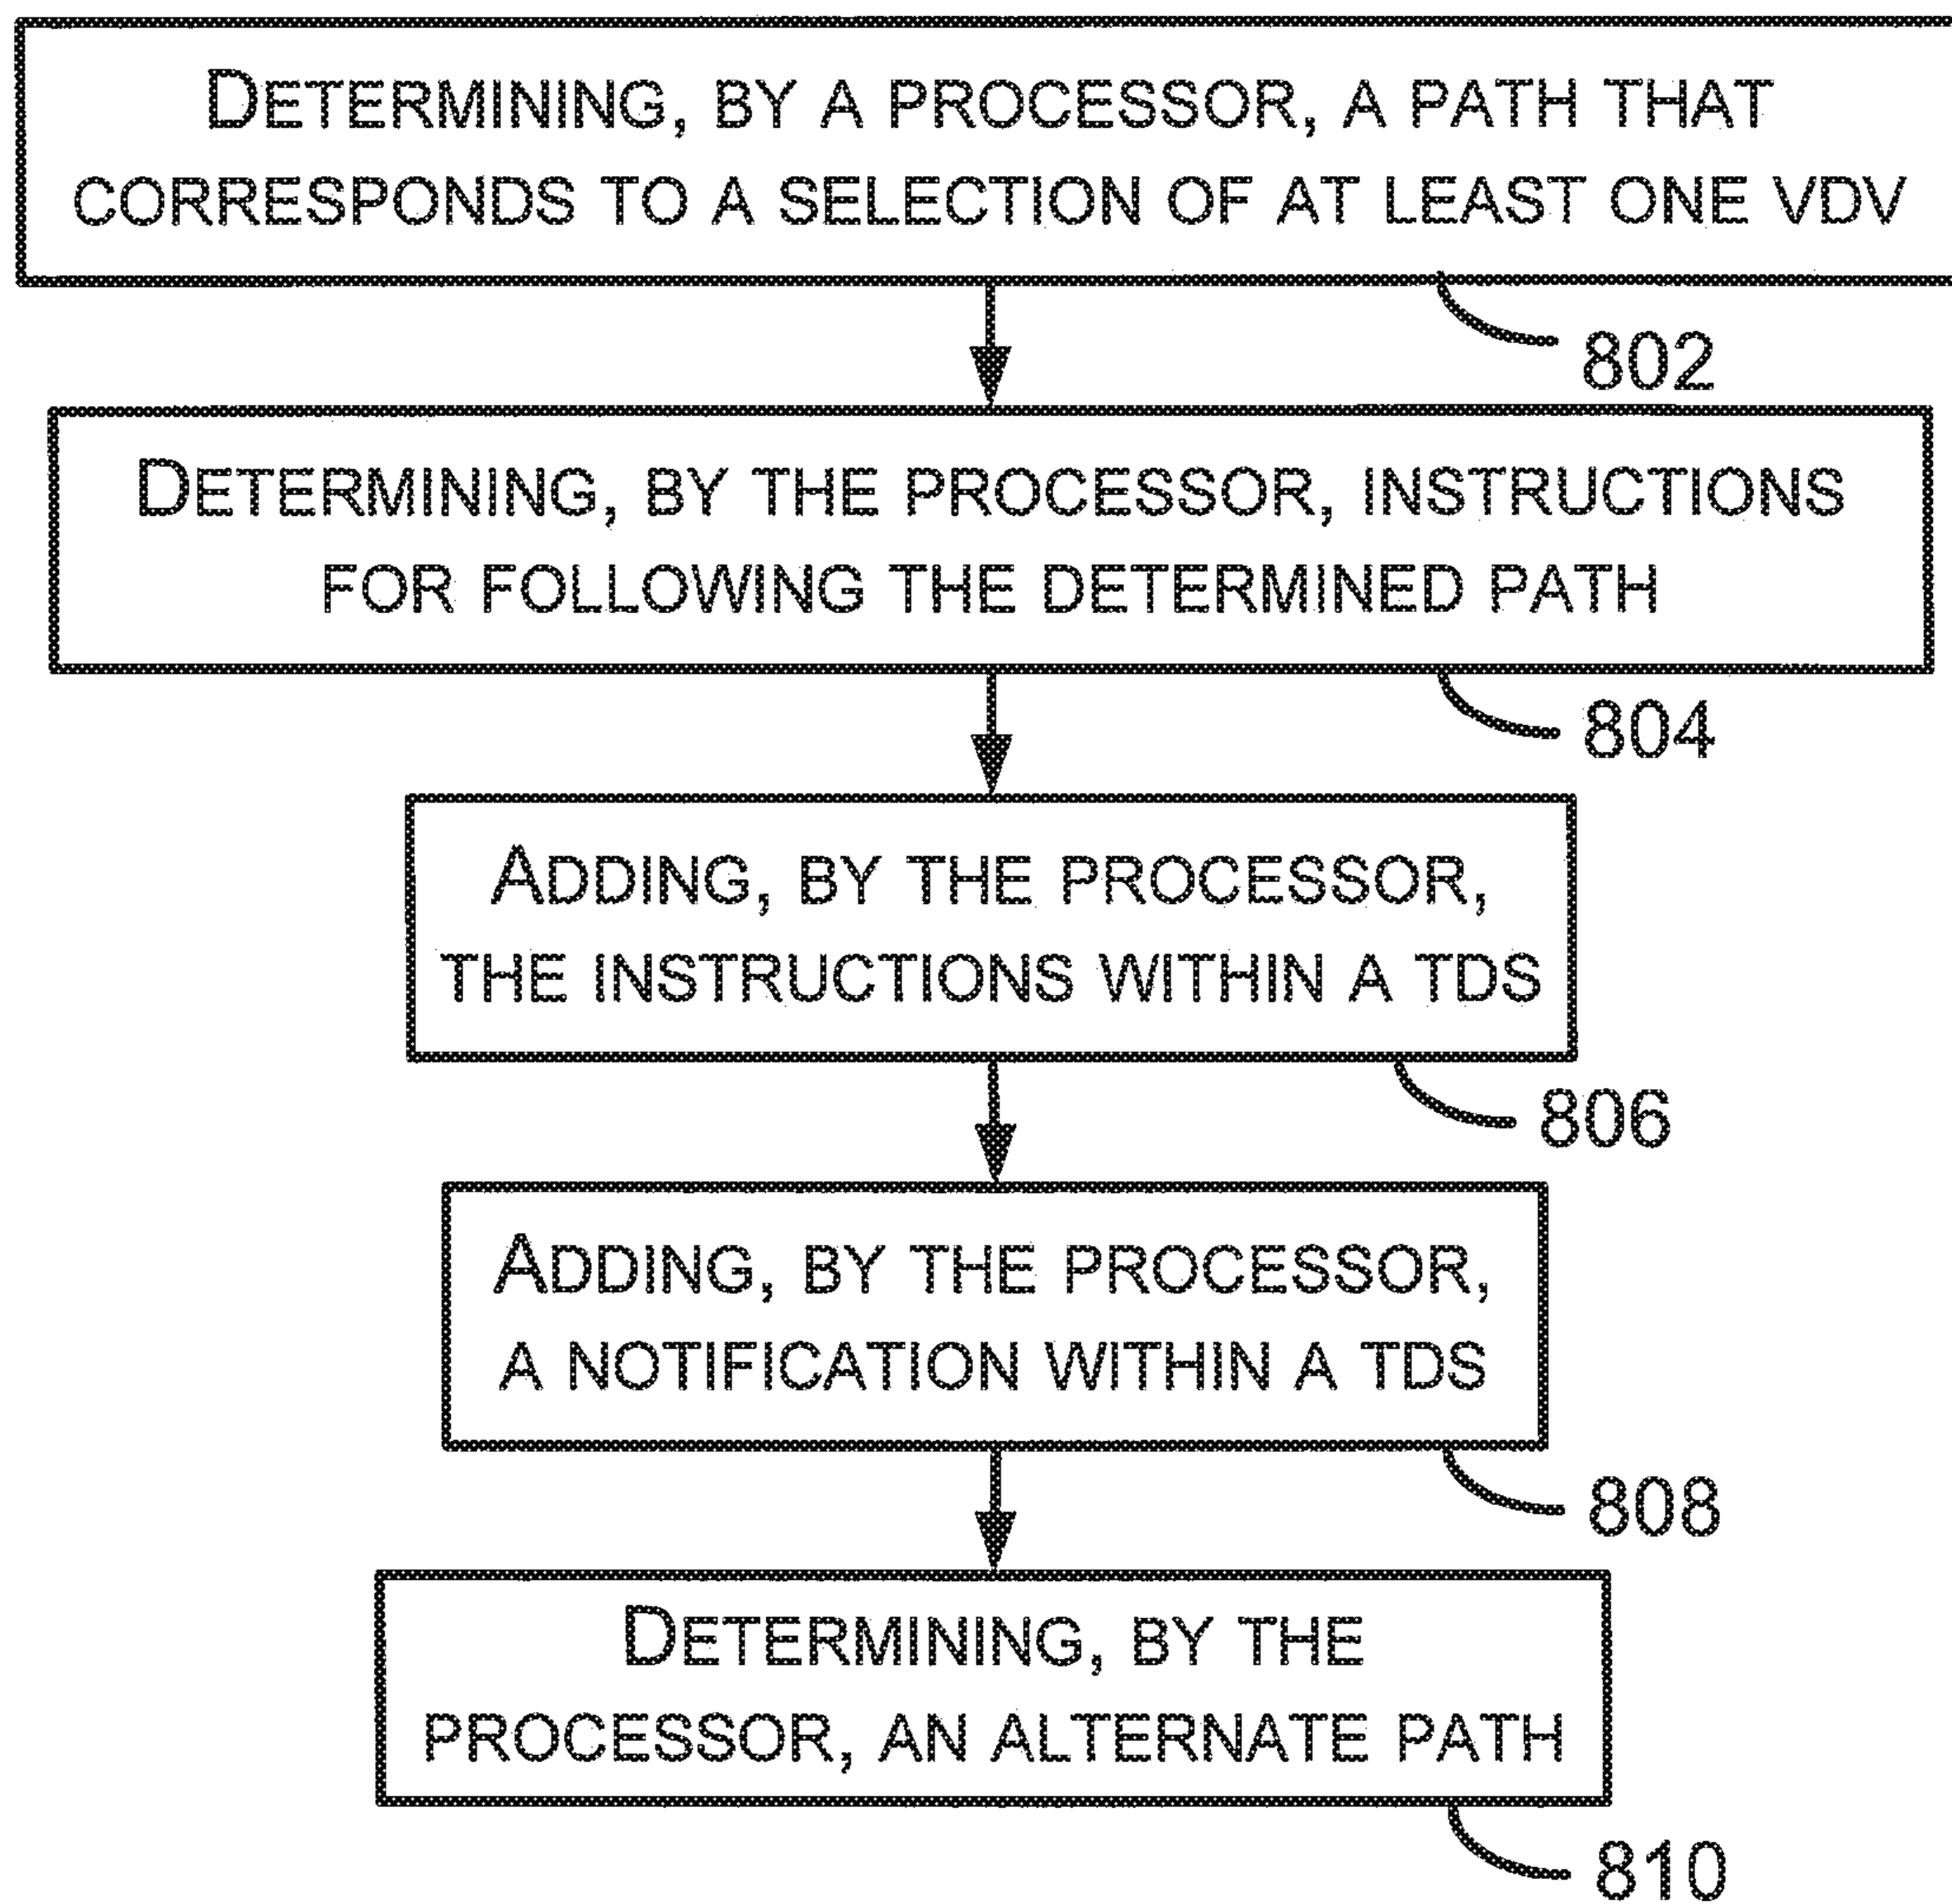 DETERMINING, BY A PROCESSOR, A PATH THAT
CORRESPONDS TO A SELECTION OF AT LEAST ONE VDV
802
DETERMINING, BY THE PROCESSOR, INSTRUCTIONS
FOR FOLLOWING THE DETERMINED PATH
804
ADDING, BY THE PROCESSOR,
THE INSTRUCTIONS WITHIN A TDS
806
ADDING, BY THE PROCESSOR,
A NOTIFICATION WITHIN A TDS
808
DETERMINING, BY THE
PROCESSOR, AN ALTERNATE PATH
810